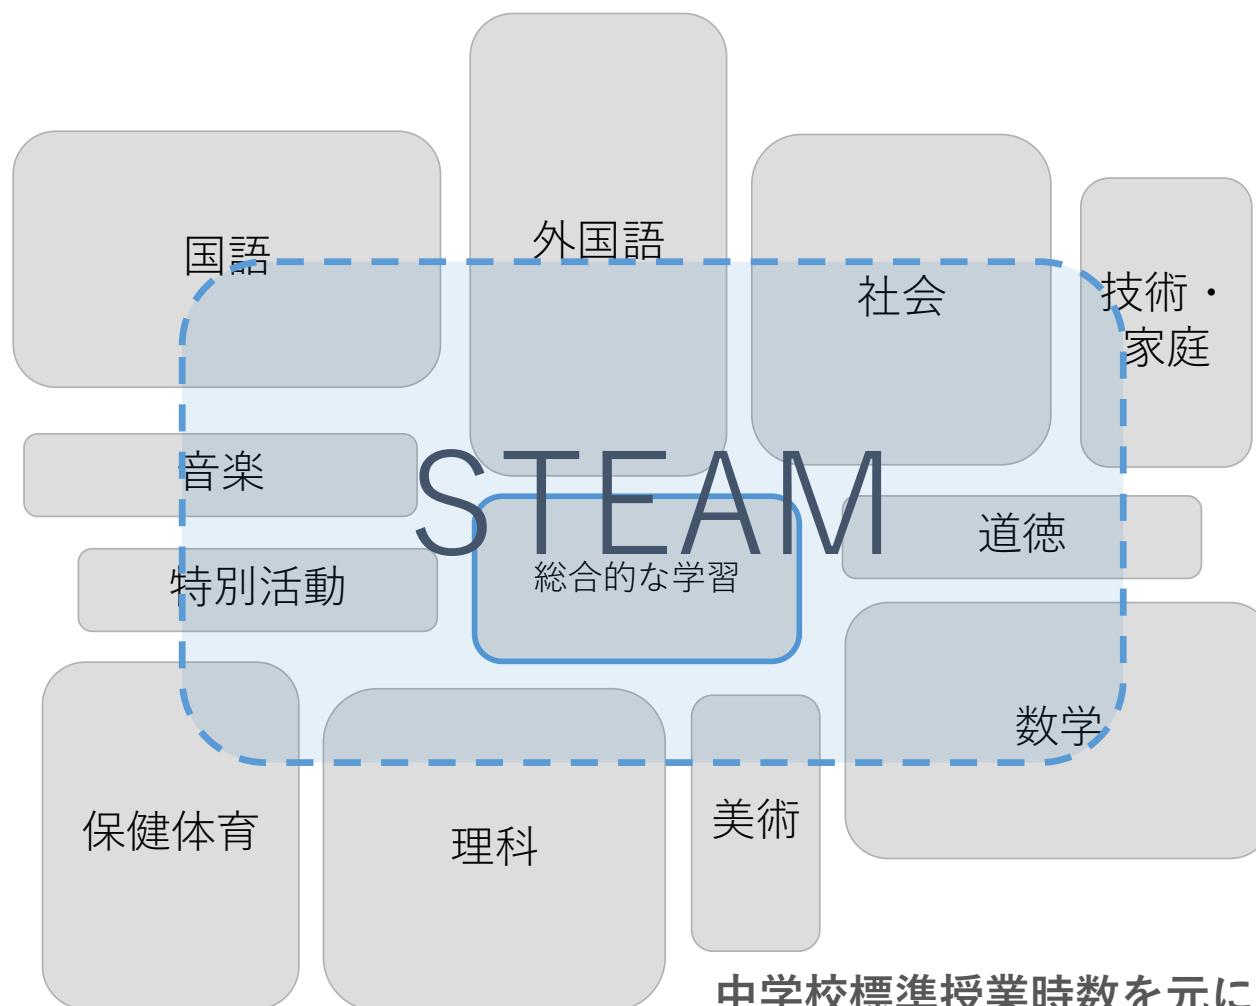 国語
外国語
社会
技術・
家庭
音楽
STEAM
道徳
特別活動
総合的な学習
数学
保健体育
理科
美術
中学校標準授業時数を元に